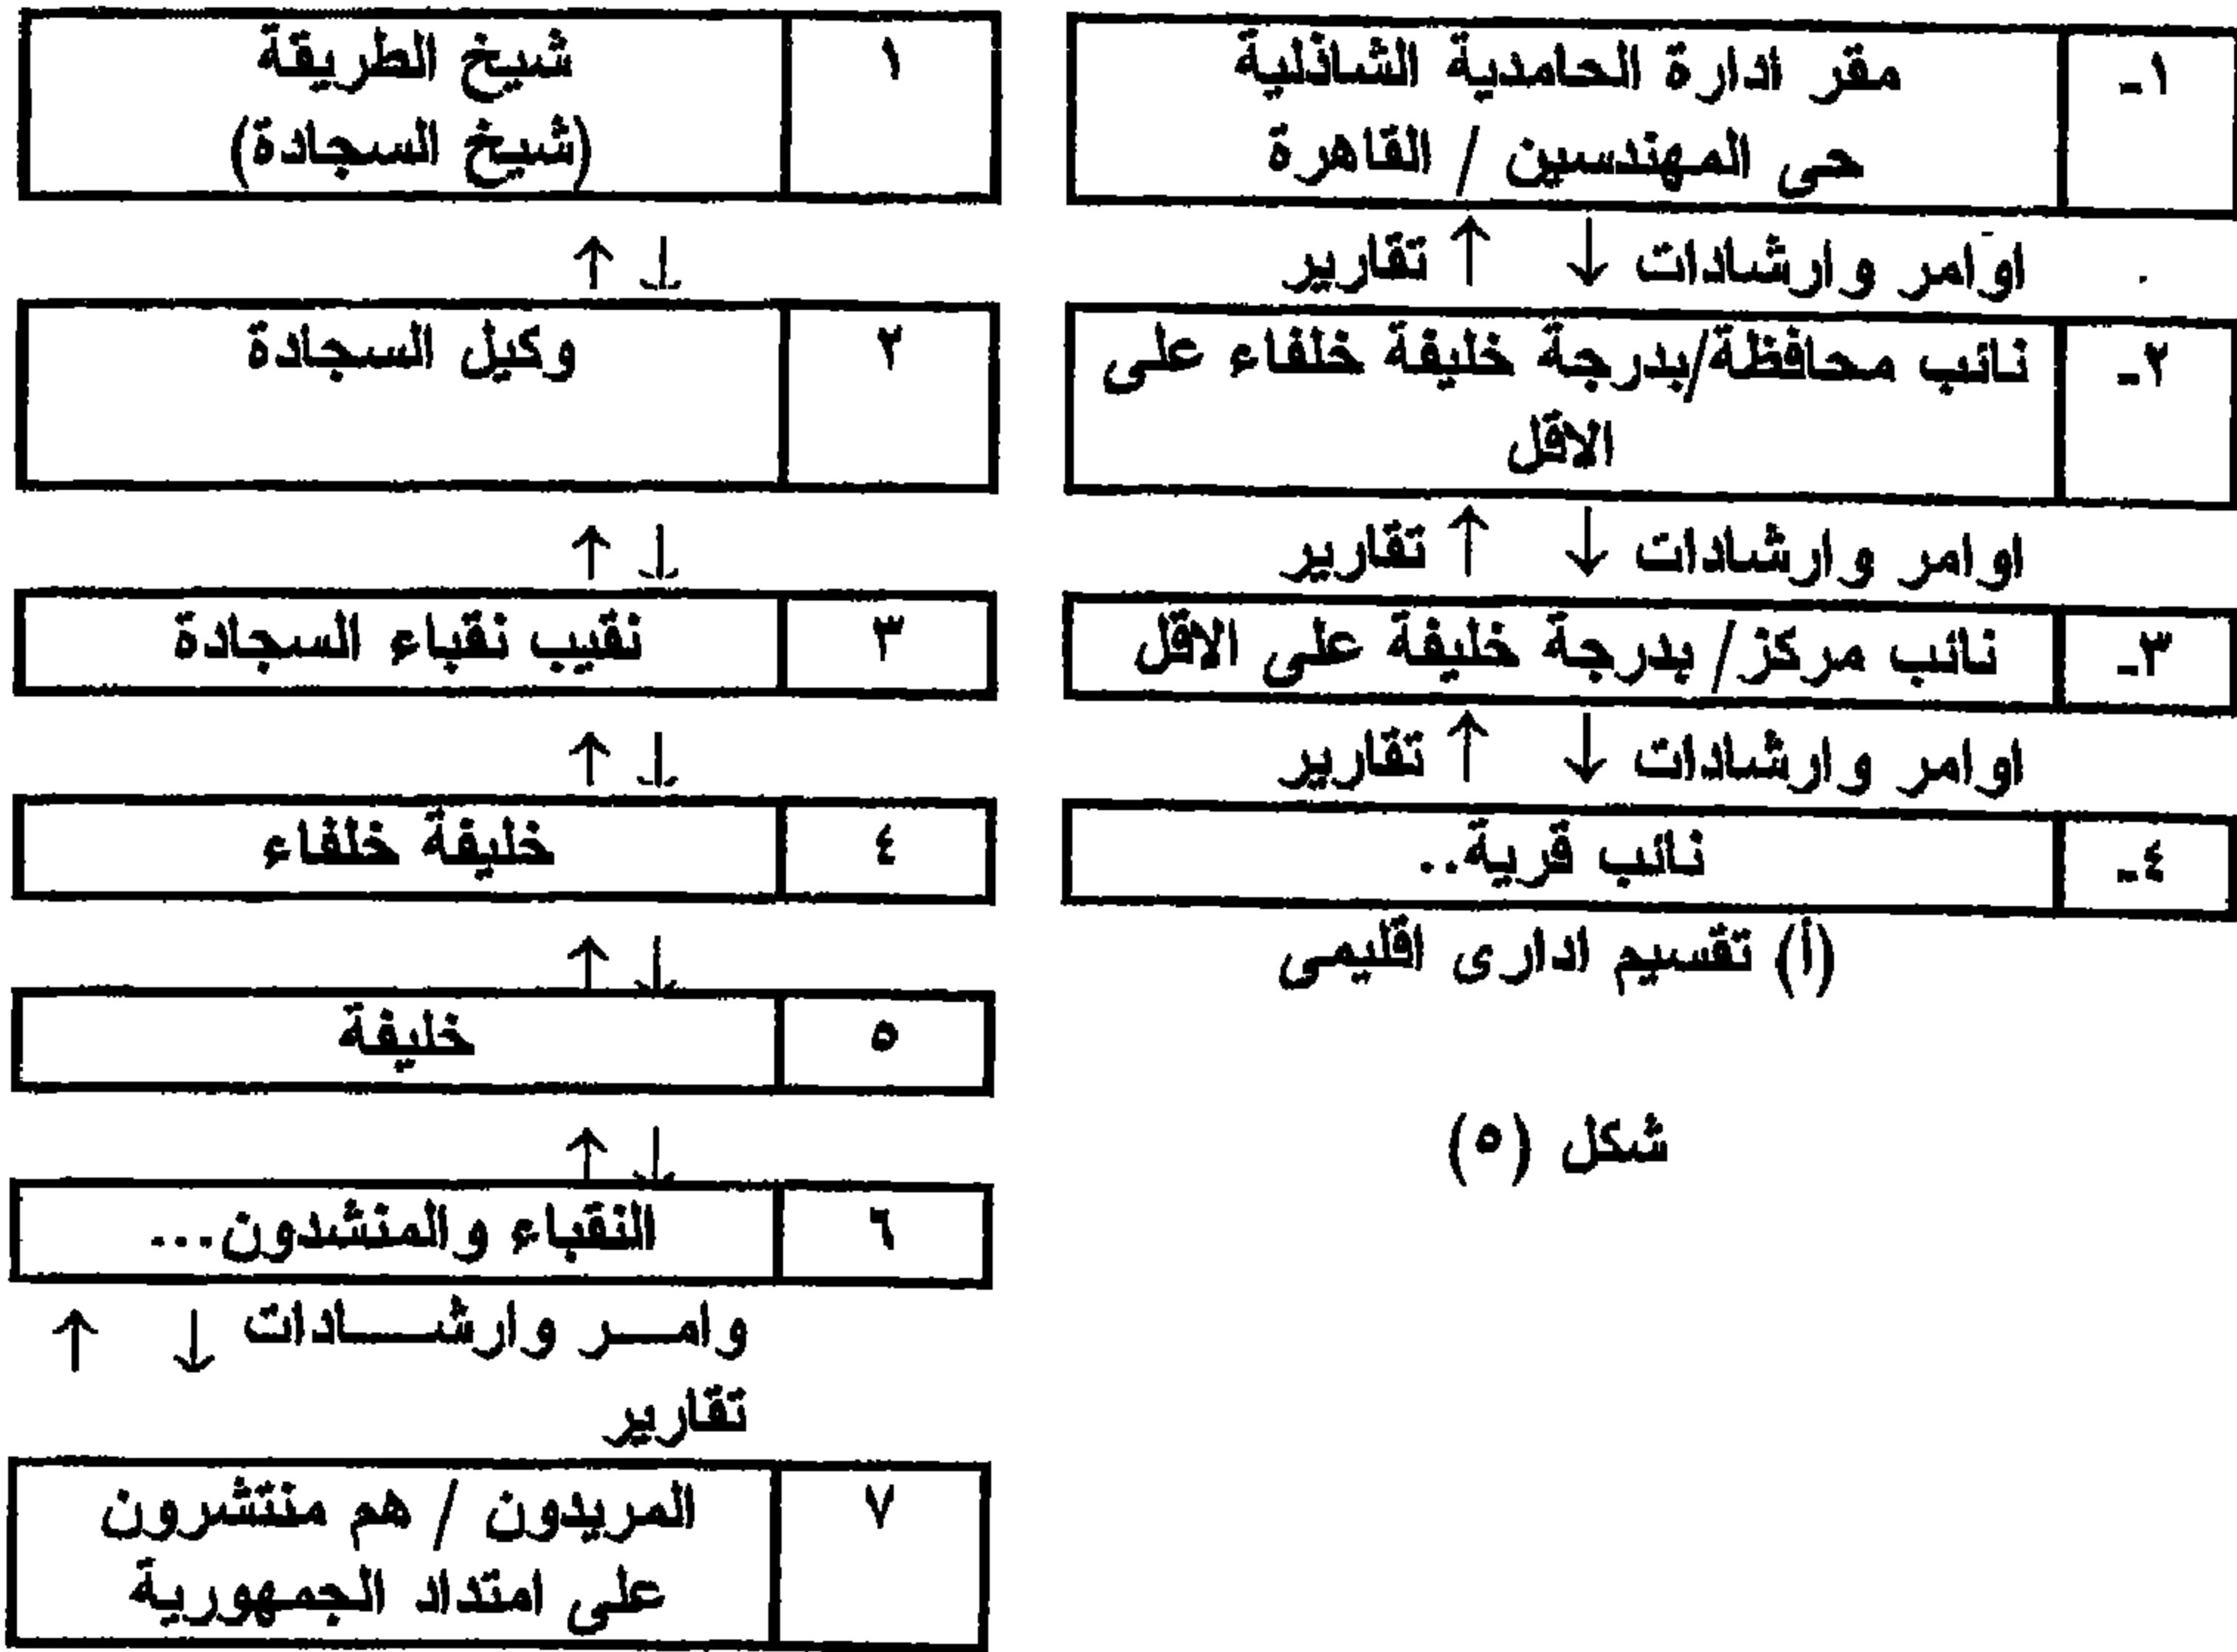 ١-
مقر ادارة الحامدية الشاذلية
حى المهندسين / القاهرة
اوامر وارشادات ↓ ↑ تقارير
٢-
نائب محافظة/بدرجة خليفة خلفاء على
الاقل
اوامر وارشادات ↓ ↑ تقارير
٣-
نائب مركز/ بدرجة خليفة على الاقل
اوامر وارشادات ↓ ↑ تقارير
٤-
نائب قرية..
(أ) تقسيم ادارى اقليمى
شكل (٥)
١
شيخ الطريقة
(شيخ السجادة)
↓ ↑
٢
وكيل السجادة
↓ ↑
٣
نقيب نقباء السجادة
↓ ↑
٤
خليفة خلفاء
↓ ↑
٥
خليفة
↓ ↑
٦
النقباء والمنشدون...
وامـــر وارشـــادات ↓ ↑
تقارير
٧
المريدون / هم منتشرون
على امتداد الجمهورية